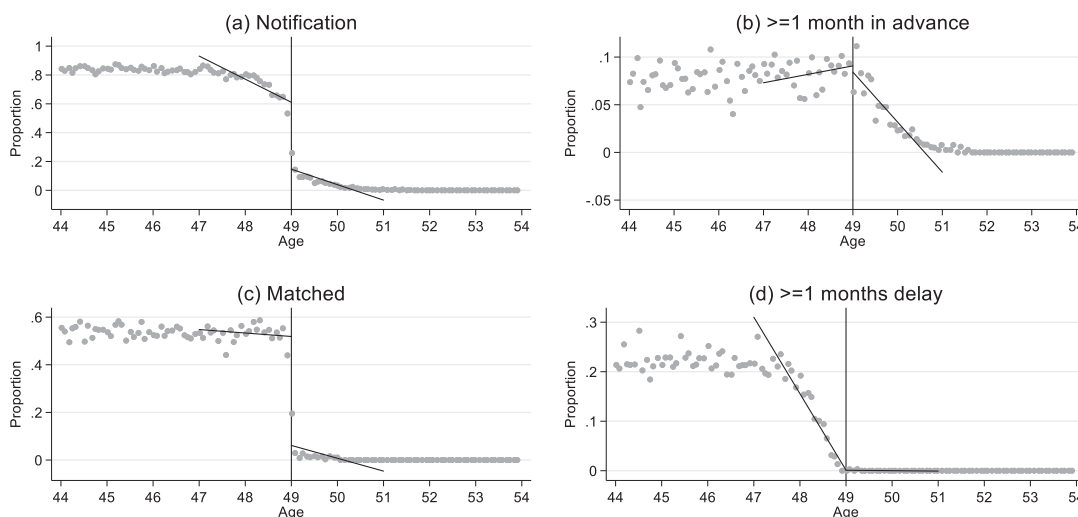 (a) Notification
1
.8
.6
.4
.2
0
Proportion
44 45 46 47 48 49 50 51 52 53 54
Age
(b) >=1 month in advance
.1
.05
0
-.05
Proportion
44 45 46 47 48 49 50 51 52 53 54
Age
(c) Matched
.6
.4
.2
0
Proportion
44 45 46 47 48 49 50 51 52 53 54
Age
(d) >=1 months delay
.3
.2
.1
0
Proportion
44 45 46 47 48 49 50 51 52 53 54
Age